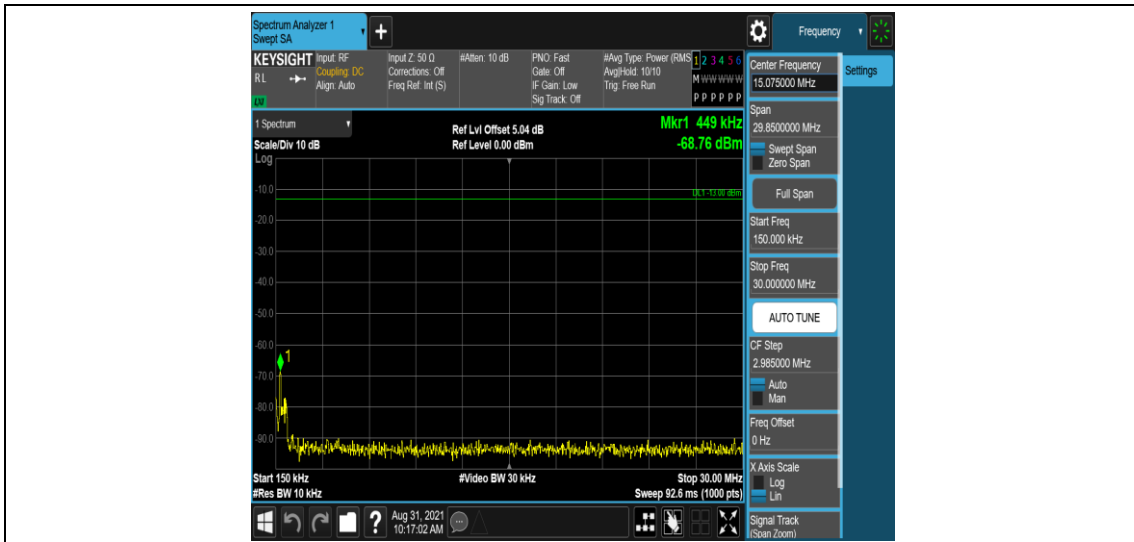 Spectrum Analyzer 1
Swept SA
+
Frequency
KEYSIGHT
RL
Input: RF
Coupling: DC
Align: Auto
Input Z: 50 Ω
Corrections: Off
Freq Ref: Int (S)
#Atten: 10 dB
PNO: Fast
Gate: Off
IF Gain: Low
Sig Track: Off
#Avg Type: Power (RMS
Avg|Hold: 10/10
Trig: Free Run
1 2 3 4 5 6
M W W W W W
P P P P P P
1 Spectrum
Scale/Div 10 dB
Log
Ref Lvl Offset 5.04 dB
Ref Level 0.00 dBm
Mkr1 449 kHz
-68.76 dBm
DL1 -13.00 dBm
-10.0
-20.0
-30.0
-40.0
-50.0
-60.0
-70.0
-80.0
-90.0
1
Start 150 kHz
#Res BW 10 kHz
#Video BW 30 kHz
Stop 30.00 MHz
Sweep 92.6 ms (1000 pts)
?
Aug 31, 2021
10:17:02 AM
Center Frequency
15.075000 MHz
Settings
Span
29.8500000 MHz
Swept Span
Zero Span
Full Span
Start Freq
150.000 kHz
Stop Freq
30.000000 MHz
AUTO TUNE
CF Step
2.985000 MHz
Auto
Man
Freq Offset
0 Hz
X Axis Scale
Log
Lin
Signal Track
(Span Zoom)